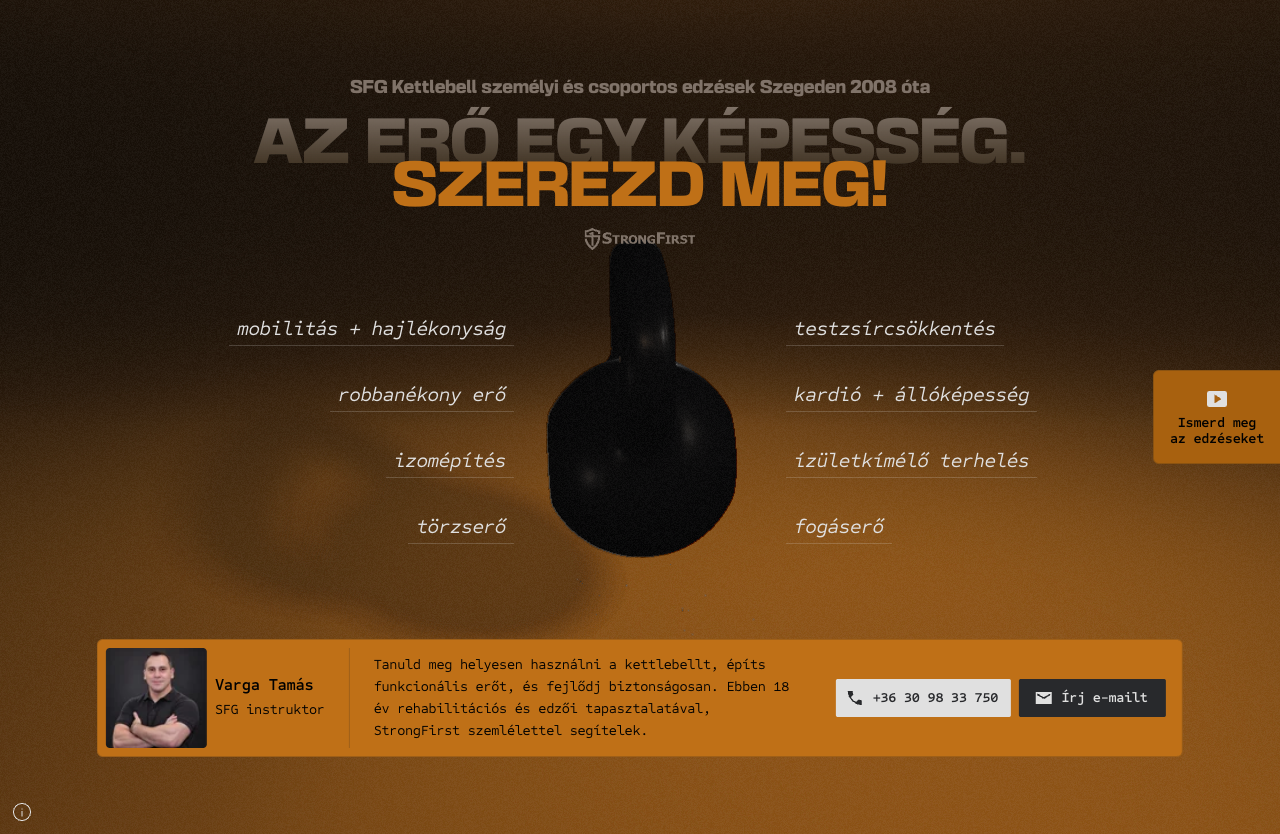 SFG Kettlebell személyi és csoportos edzések Szegeden 2008 óta
AZ ERŐ EGY KÉPESSÉG.
SZEREZD MEG!
STRONGFIRST
mobilitás + hajlékonyság
testzsírcsökkentés
robbanékony erő
kardió + állóképesség
izomépítés
ízületkímélő terhelés
törzserő
fogáserő
Ismerd meg
az edzéseket
Varga Tamás
SFG instruktor
Tanuld meg helyesen használni a kettlebellt, építs
funkcionális erőt, és fejlődj biztonságosan. Ebben 18
év rehabilitációs és edzői tapasztalatával,
StrongFirst szemlélettel segítelek.
+36 30 98 33 750
Írj e-mailt